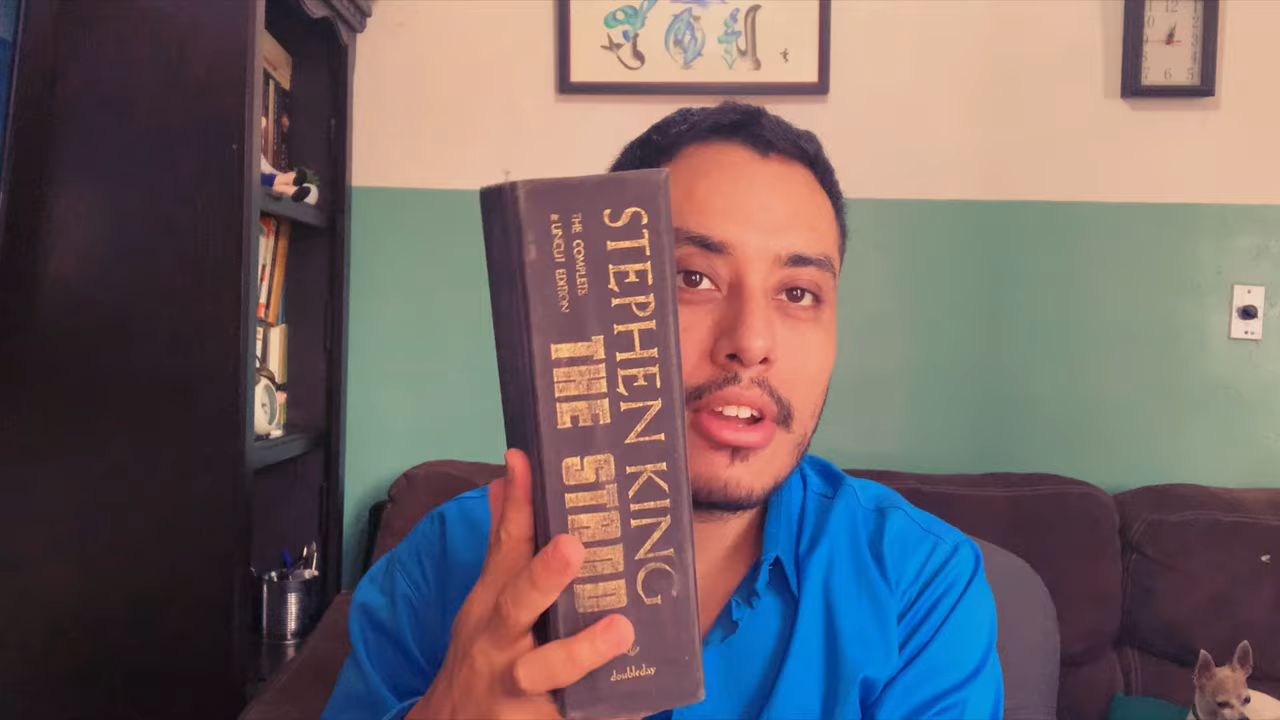 STEPHEN KING
THE COMPLETE
& UNCUT EDITION
THE STAND
doubleday